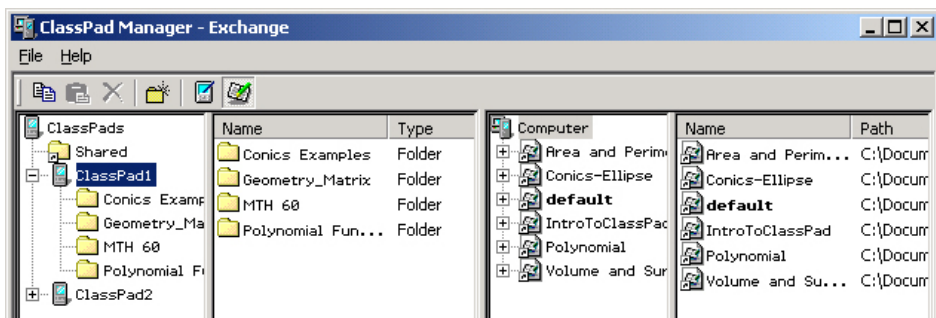 ClassPad Manager - Exchange
File Help
ClassPads
Shared
ClassPad1
Conics Examp
Geometry_Ma
MTH 60
Polynomial F
ClassPad2
Name Type
Conics Examples Folder
Geometry_Matrix Folder
MTH 60 Folder
Polynomial Fun... Folder
Computer
Area and Perim
Conics-Ellipse
default
IntroToClassPad
Polynomial
Volume and Sur
Name Path
Area and Perim... C:\Docum
Conics-Ellipse C:\Docum
default C:\Docum
IntroToClassPad C:\Docum
Polynomial C:\Docum
Volume and Su... C:\Docum